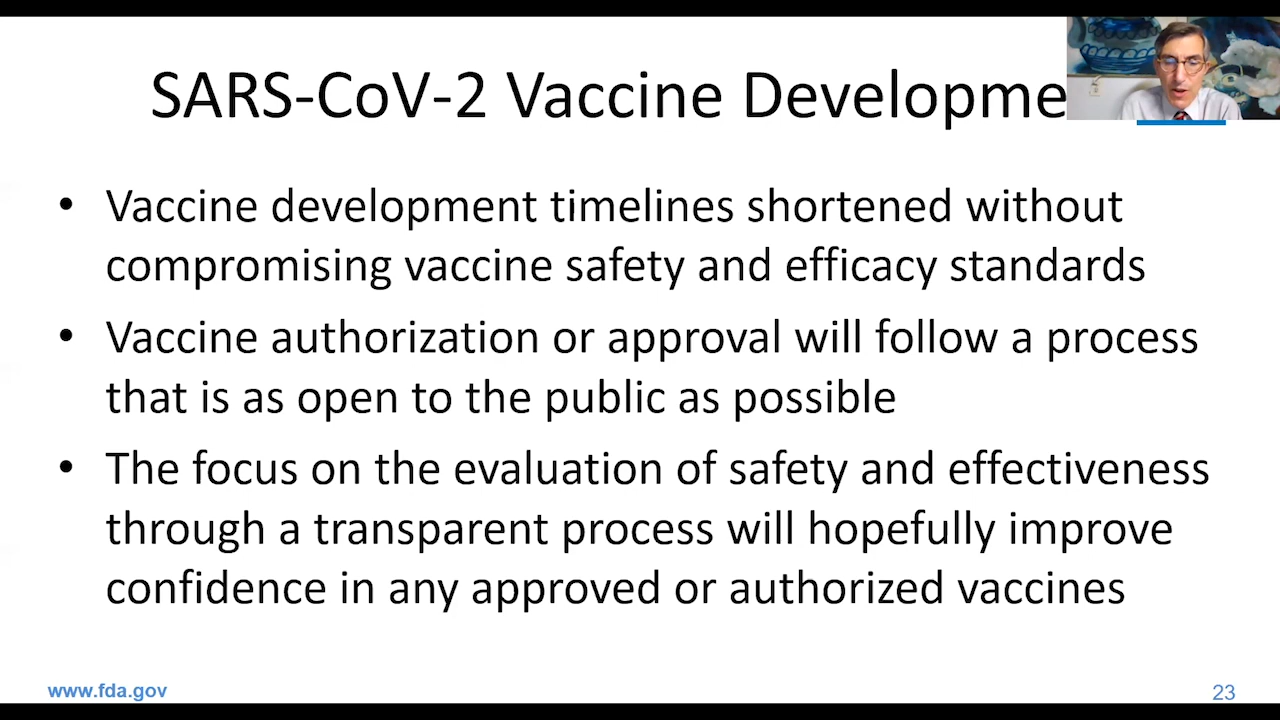 SARS-CoV-2 Vaccine Developme
• Vaccine development timelines shortened without
compromising vaccine safety and efficacy standards
• Vaccine authorization or approval will follow a process
that is as open to the public as possible
• The focus on the evaluation of safety and effectiveness
through a transparent process will hopefully improve
confidence in any approved or authorized vaccines
www.fda.gov
23